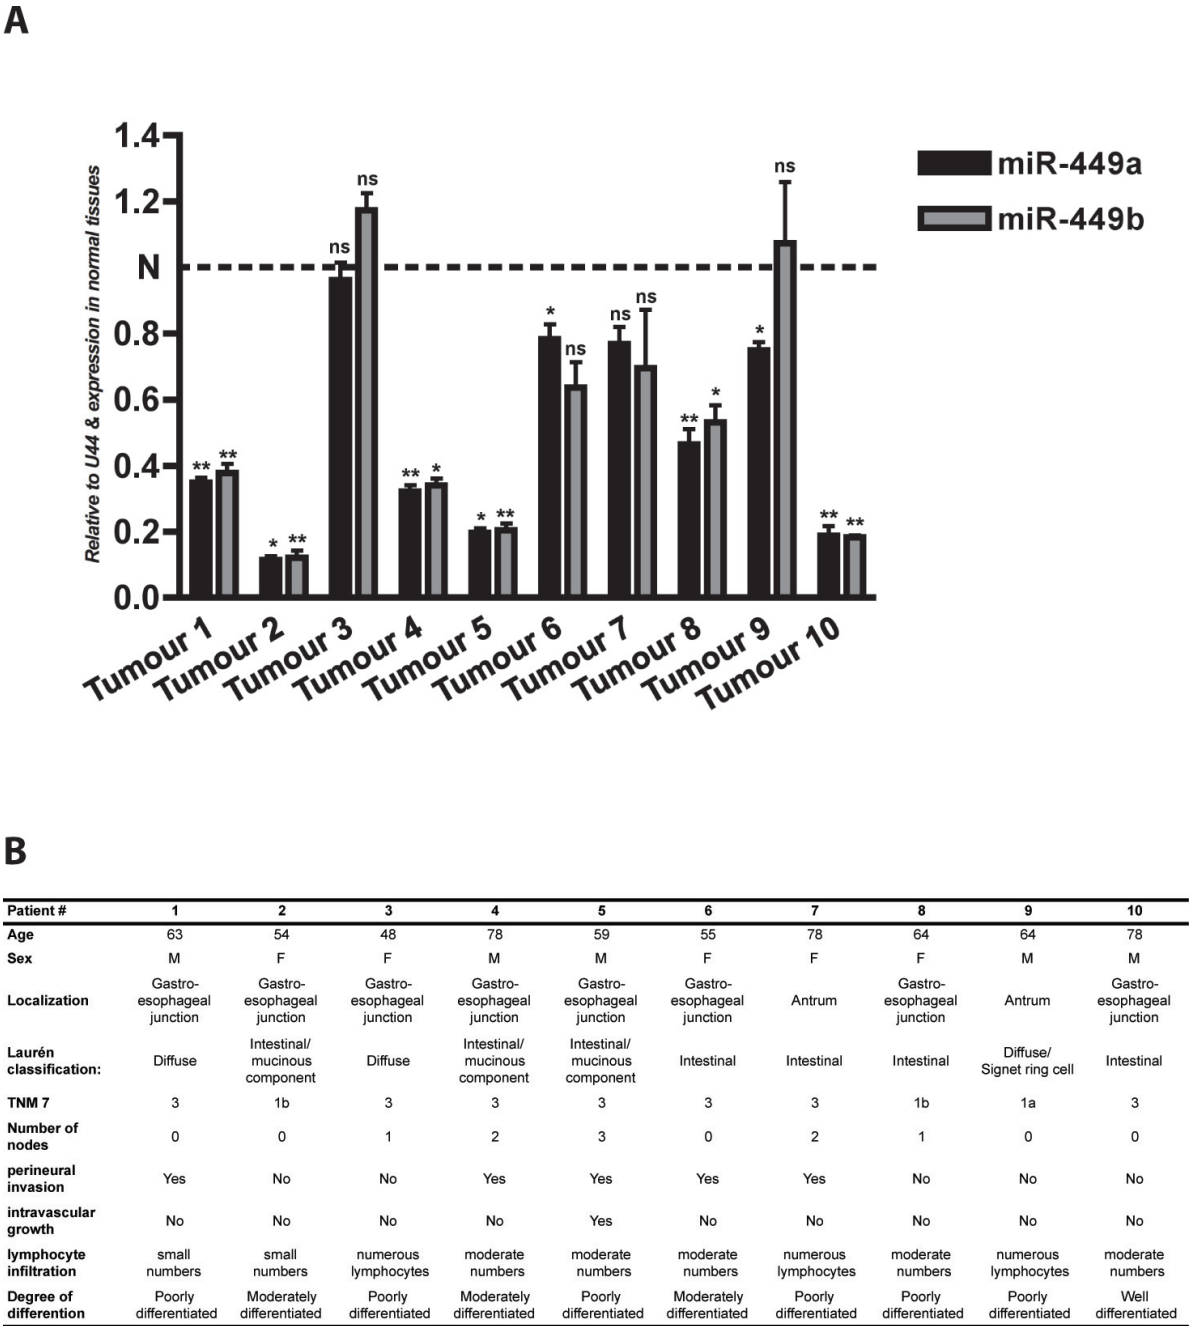 A
Relative to U44 & expression in normal tissues
1.4
1.2
N
0.8
0.6
0.4
0.2
0.0
** ** * ** ns ns ** * * ** * ns ns ns ** * * ns ** **
Tumour 1 Tumour 2 Tumour 3 Tumour 4 Tumour 5 Tumour 6 Tumour 7 Tumour 8 Tumour 9 Tumour 10
miR-449a
miR-449b
B
Patient # 1 2 3 4 5 6 7 8 9 10
Age 63 54 48 78 59 55 78 64 64 78
Sex M F F M M F F F M M
Gastro- Gastro- Gastro- Gastro- Gastro- Gastro- Gastro- Gastro-
Localization esophageal esophageal esophageal esophageal esophageal esophageal Antrum esophageal Antrum esophageal
junction junction junction junction junction junction junction junction
Intestinal/ Intestinal/ Intestinal/
Laurén classification: Diffuse mucinous Diffuse mucinous mucinous Intestinal Intestinal Intestinal Diffuse/ Signet ring cell Intestinal
component component component
TNM 7 3 1b 3 3 3 3 3 1b 1a 3
Number of nodes 0 0 1 2 3 0 2 1 0 0
perineural invasion Yes No No Yes Yes Yes Yes No No No
intravascular growth No No No No Yes No No No No No
lymphocyte small small numerous moderate moderate moderate numerous moderate numerous moderate
infiltration numbers numbers lymphocytes numbers numbers numbers lymphocytes numbers lymphocytes numbers
Degree of Poorly Moderately Poorly Moderately Poorly Moderately Poorly Poorly Poorly Well
differention differentiated differentiated differentiated differentiated differentiated differentiated differentiated differentiated differentiated differentiated